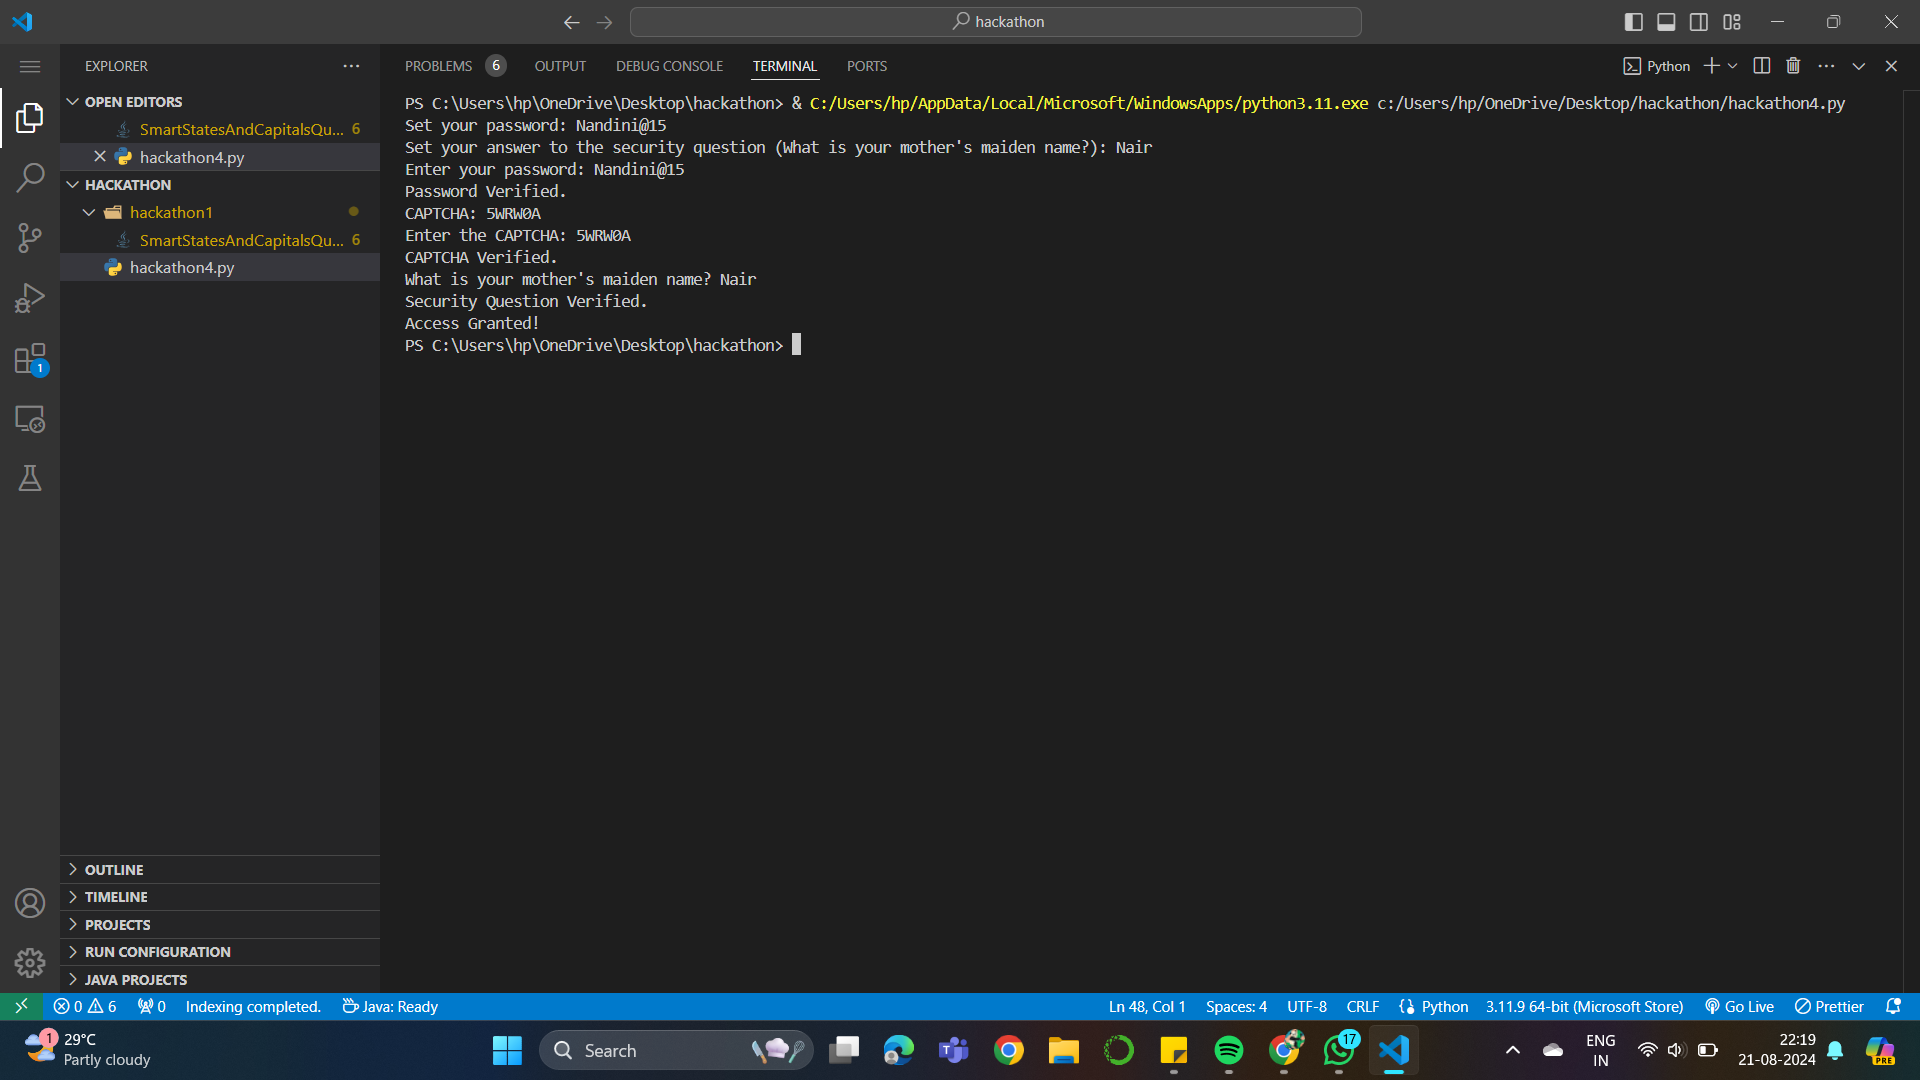 hackathon
EXPLORER
OPEN EDITORS
SmartStatesAndCapitalsQu... 6
hackathon4.py
HACKATHON
hackathon1
SmartStatesAndCapitalsQu... 6
hackathon4.py
OUTLINE
TIMELINE
PROJECTS
RUN CONFIGURATION
JAVA PROJECTS
1
PROBLEMS 6 OUTPUT DEBUG CONSOLE TERMINAL PORTS
Python
PS C:\Users\hp\OneDrive\Desktop\hackathon> & C:/Users/hp/AppData/Local/Microsoft/WindowsApps/python3.11.exe c:/Users/hp/OneDrive/Desktop/hackathon/hackathon4.py
Set your password: Nandini@15
Set your answer to the security question (What is your mother's maiden name?): Nair
Enter your password: Nandini@15
Password Verified.
CAPTCHA: 5WRW0A
Enter the CAPTCHA: 5WRW0A
CAPTCHA Verified.
What is your mother's maiden name? Nair
Security Question Verified.
Access Granted!
PS C:\Users\hp\OneDrive\Desktop\hackathon>
0 6 0 Indexing completed. Java: Ready
Ln 48, Col 1 Spaces: 4 UTF-8 CRLF Python 3.11.9 64-bit (Microsoft Store) Go Live Prettier
1
29°C
Partly cloudy
Search
17
ENG
IN
22:19
21-08-2024
PRE